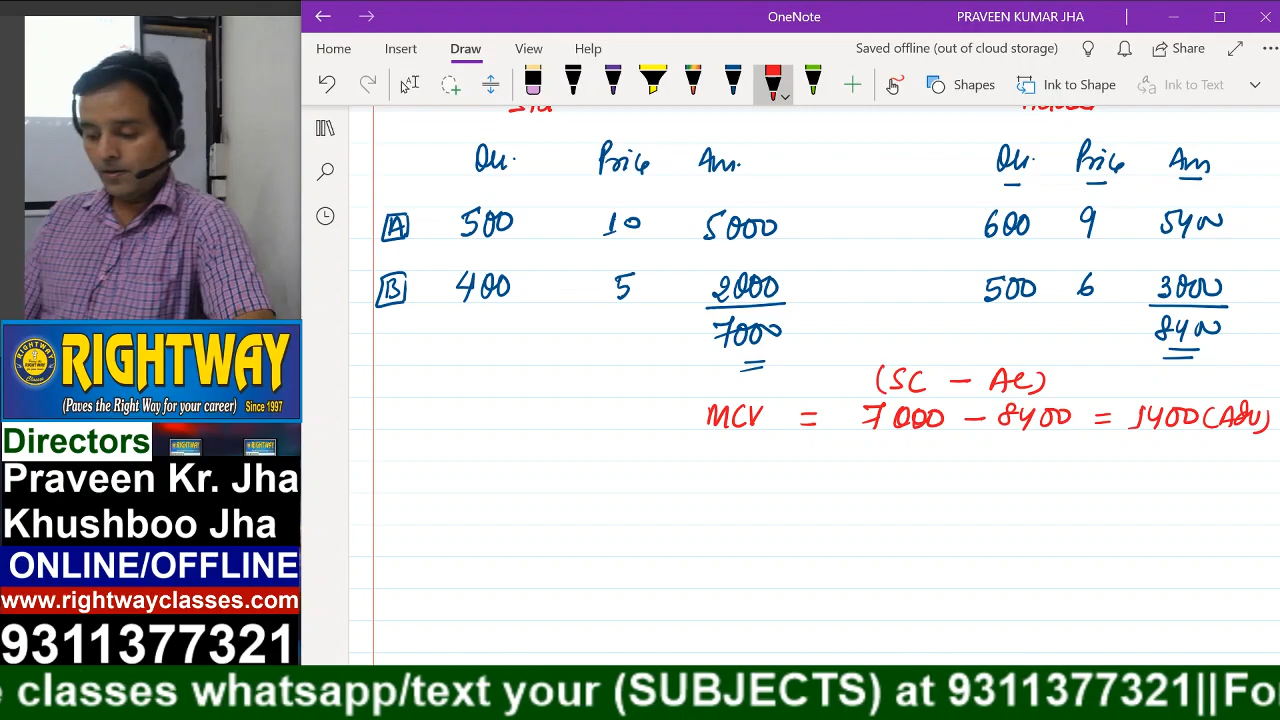 OneNote
PRAVEEN KUMAR JHA
Home Insert Draw View Help
Saved offline (out of cloud storage)
Share
Shapes
Ink to Shape
Ink to Text
Qu. Price Am. Qu. Price Am
A 500 10 5000 600 9 5400
B 400 5 2000 500 6 3000
7000 8400
(SC - AC)
MCV = 7000 - 8400 = 1400 (Adv)
RIGHTWAY
(Paves the Right Way for your career) Since 1997
Directors
Praveen Kr. Jha
Khushboo Jha
ONLINE/OFFLINE
www.rightwayclasses.com
9311377321
e classes whatsapp/text your (SUBJECTS) at 9311377321||Fo